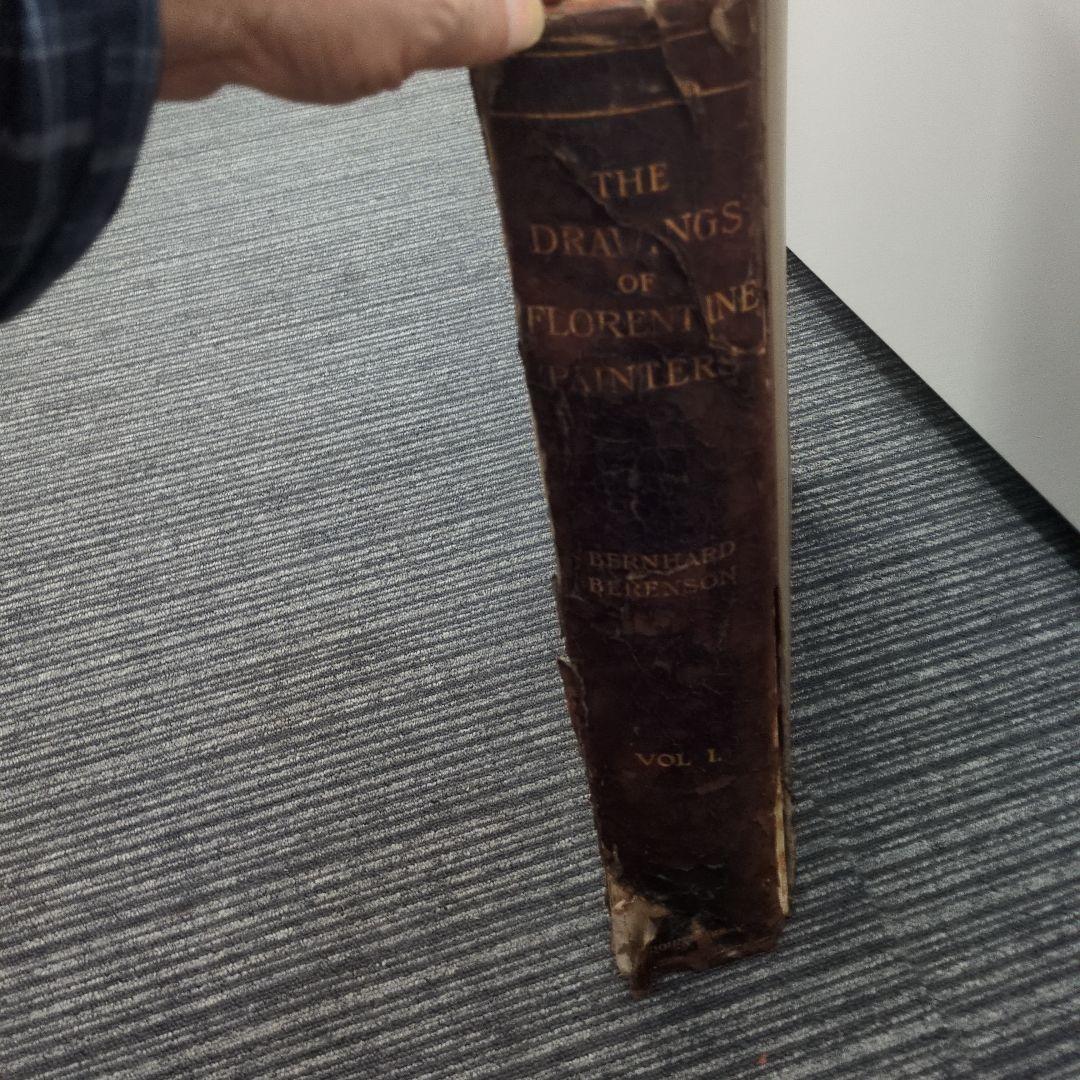 THE
DRAWINGS
OF
FLORENTINE
PAINTERS
BERNHARD
BERENSON
VOL I.